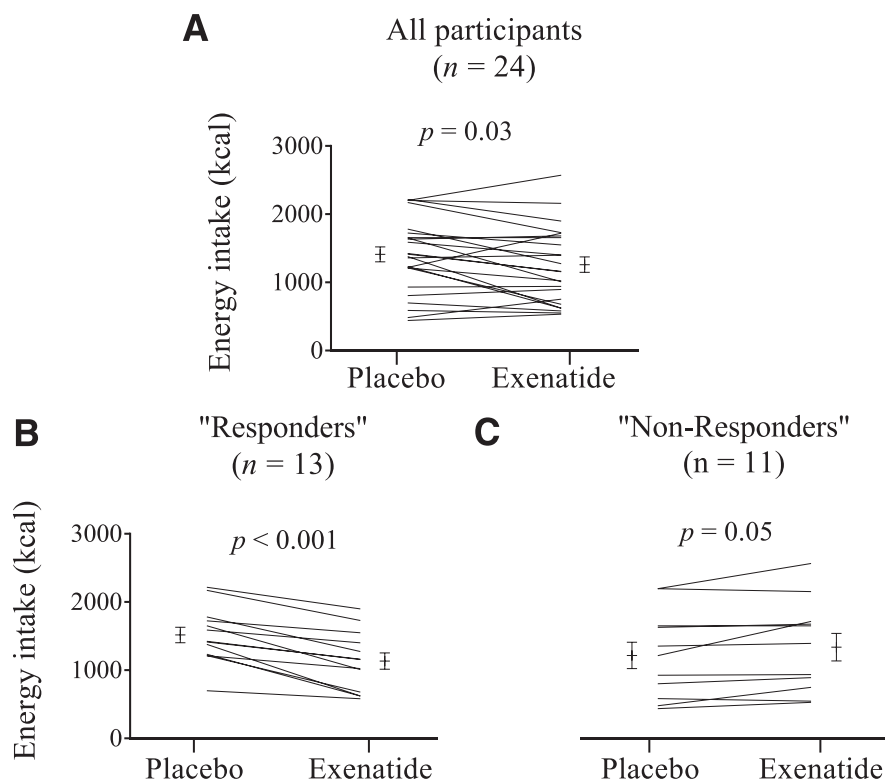 A
All participants
(n = 24)
p = 0.03
Energy intake (kcal)
3000
2000
1000
0
Placebo
Exenatide
B
"Responders"
(n = 13)
p < 0.001
Energy intake (kcal)
3000
2000
1000
0
Placebo
Exenatide
C
"Non-Responders"
(n = 11)
p = 0.05
Placebo
Exenatide